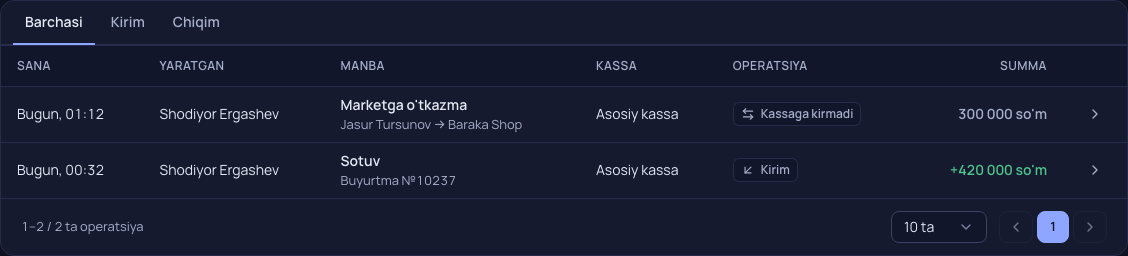 Barchasi Kirim Chiqim
SANA YARATGAN MANBA KASSA OPERATSIYA SUMMA
Bugun, 01:12 Shodiyor Ergashev Marketga o'tkazma Asosiy kassa Kassaga kirmadi 300 000 so'm
Jasur Tursunov → Baraka Shop
Bugun, 00:32 Shodiyor Ergashev Sotuv Asosiy kassa Kirim +420 000 so'm
Buyurtma №10237
1–2 / 2 ta operatsiya 10 ta 1